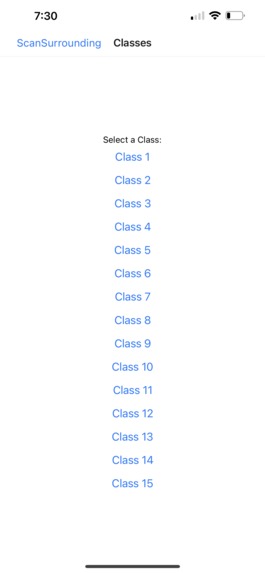 7:30
ScanSurrounding Classes
Select a Class:
Class 1
Class 2
Class 3
Class 4
Class 5
Class 6
Class 7
Class 8
Class 9
Class 10
Class 11
Class 12
Class 13
Class 14
Class 15